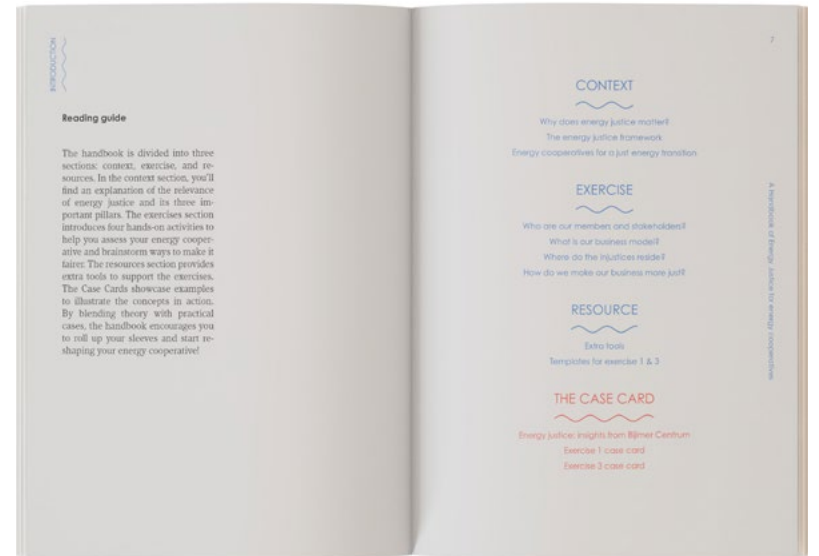 INTRODUCTION
Reading guide
The handbook is divided into three
sections: context, exercise, and re-
sources. In the context section, you'll
find an explanation of the relevance
of energy justice and its three im-
portant pillars. The exercises section
introduces four hands-on activities to
help you assess your energy cooper-
ative and brainstorm ways to make it
fairer. The resources section provides
extra tools to support the exercises.
The Case Cards showcase examples
to illustrate the concepts in action.
By blending theory with practical
cases, the handbook encourages you
to roll up your sleeves and start re-
shaping your energy cooperative!
7
CONTEXT
Why does energy justice matter?
The energy justice framework
Energy cooperatives for a just energy transition
EXERCISE
Who are our members and stakeholders?
What is our business model?
Where do the injustices reside?
How do we make our business more just?
RESOURCE
Extra tools
Templates for exercise 1 & 3
THE CASE CARD
Energy justice: insights from Bijlmer Centrum
Exercise 1 case card
Exercise 3 case card
A Handbook of Energy Justice for energy cooperatives